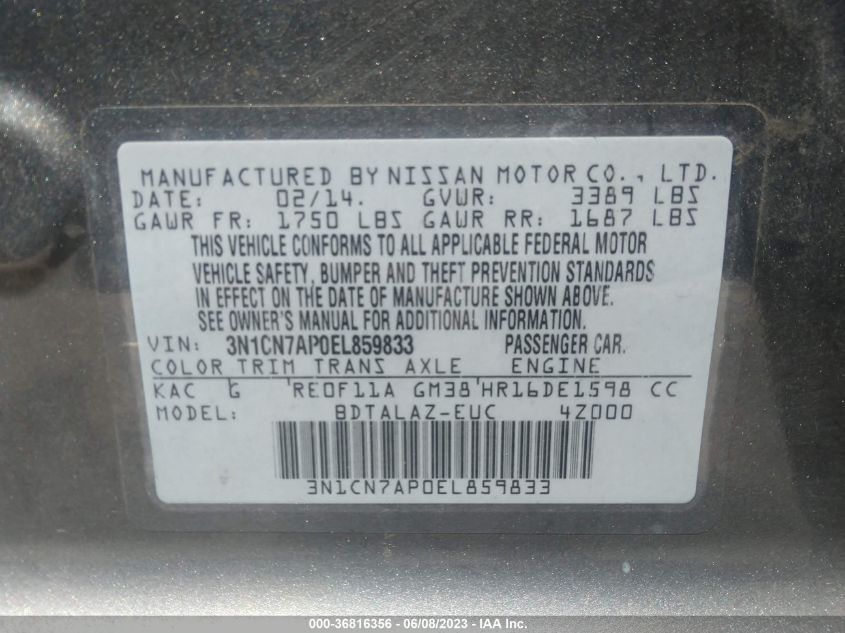 MANUFACTURED BY NISSAN MOTOR CO., LTD.
DATE: 02/14. GVWR: 3389 LBS
GAWR FR: 1750 LBS GAWR RR: 1687 LBS
THIS VEHICLE CONFORMS TO ALL APPLICABLE FEDERAL MOTOR
VEHICLE SAFETY, BUMPER AND THEFT PREVENTION STANDARDS
IN EFFECT ON THE DATE OF MANUFACTURE SHOWN ABOVE.
SEE OWNER'S MANUAL FOR ADDITIONAL INFORMATION.
VIN: 3N1CN7AP0EL859833 PASSENGER CAR.
COLOR TRIM TRANS AXLE ENGINE
KAC G 'RE0F11A GM38'HR16DE1598 CC
MODEL: BDTALAZ-EUC 4Z000
3N1CN7AP0EL859833
000-36816356 - 06/08/2023 - IAA Inc.